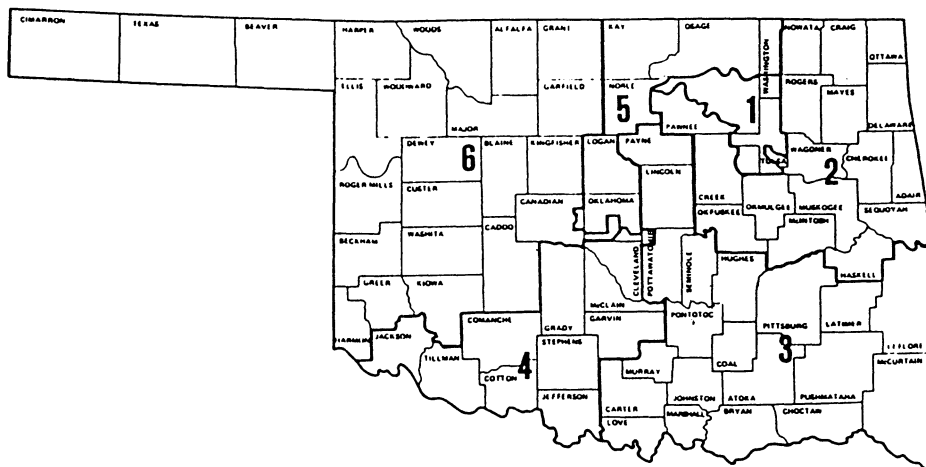 CIMARRON TEXAS BEAVER HARPER WOODS ALFALFA GRANT KAY OSAGE WASHINGTON NOWATA CRAIG
OTTAWA
ELLIS WOODWARD GARFIELD NOBLE ROGERS
MAYES
5 1
MAJOR PAWNEE DELAWARE
DEWEY BLAINE KINGFISHER LOGAN PAYNE WAGONER
6 TULSA CHEROKEE
2
LINCOLN
ROGER MILLS CUSTER ADAIR
CANADIAN OKLAHOMA CREEK OKMULGEE MUSKOGEE
SEQUOYAH
OKFUSKEE McINTOSH
CADDO
BECKHAM WASHITA
HUGHES
CLEVELAND POTTAWATOMIE SEMINOLE
HASKELL
GREER KIOWA
McCLAIN
COMANCHE GARVIN PONTOTOC
GRADY PITTSBURG LATIMER
HARMON JACKSON STEPHENS
3 LEFLORE
TILLMAN McCURTAIN
4 COAL
COTTON MURRAY
JEFFERSON JOHNSTON ATOKA PUSHMATAHA
CARTER MARSHALL BRYAN CHOCTAW
LOVE